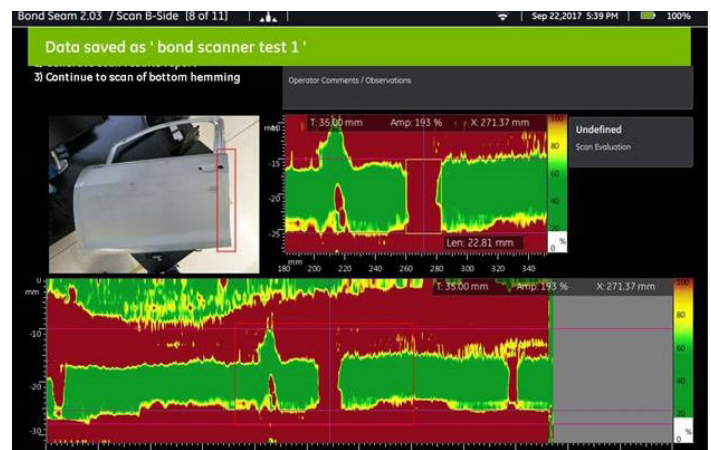 Bond Seam 2.03 / Scan B-Side [8 of 11]
Sep 22,2017 5:39 PM
100%
Data saved as ' bond scanner test 1 '
3) Continue to scan of bottom hemming
Operator Comments / Observations
T: 35.00 mm Amp: 193 % X: 271.37 mm
Undefined
Scan Evaluation
mm
-15
-20
-25
100
80
60
40
20
0
%
Len: 22.81 mm
mm
180 200 220 240 260 280 300 320 340
T: 35.00 mm Amp: 193 % X: 271.37 mm
0
mm
-10
-20
-30
100
80
60
40
20
0
%